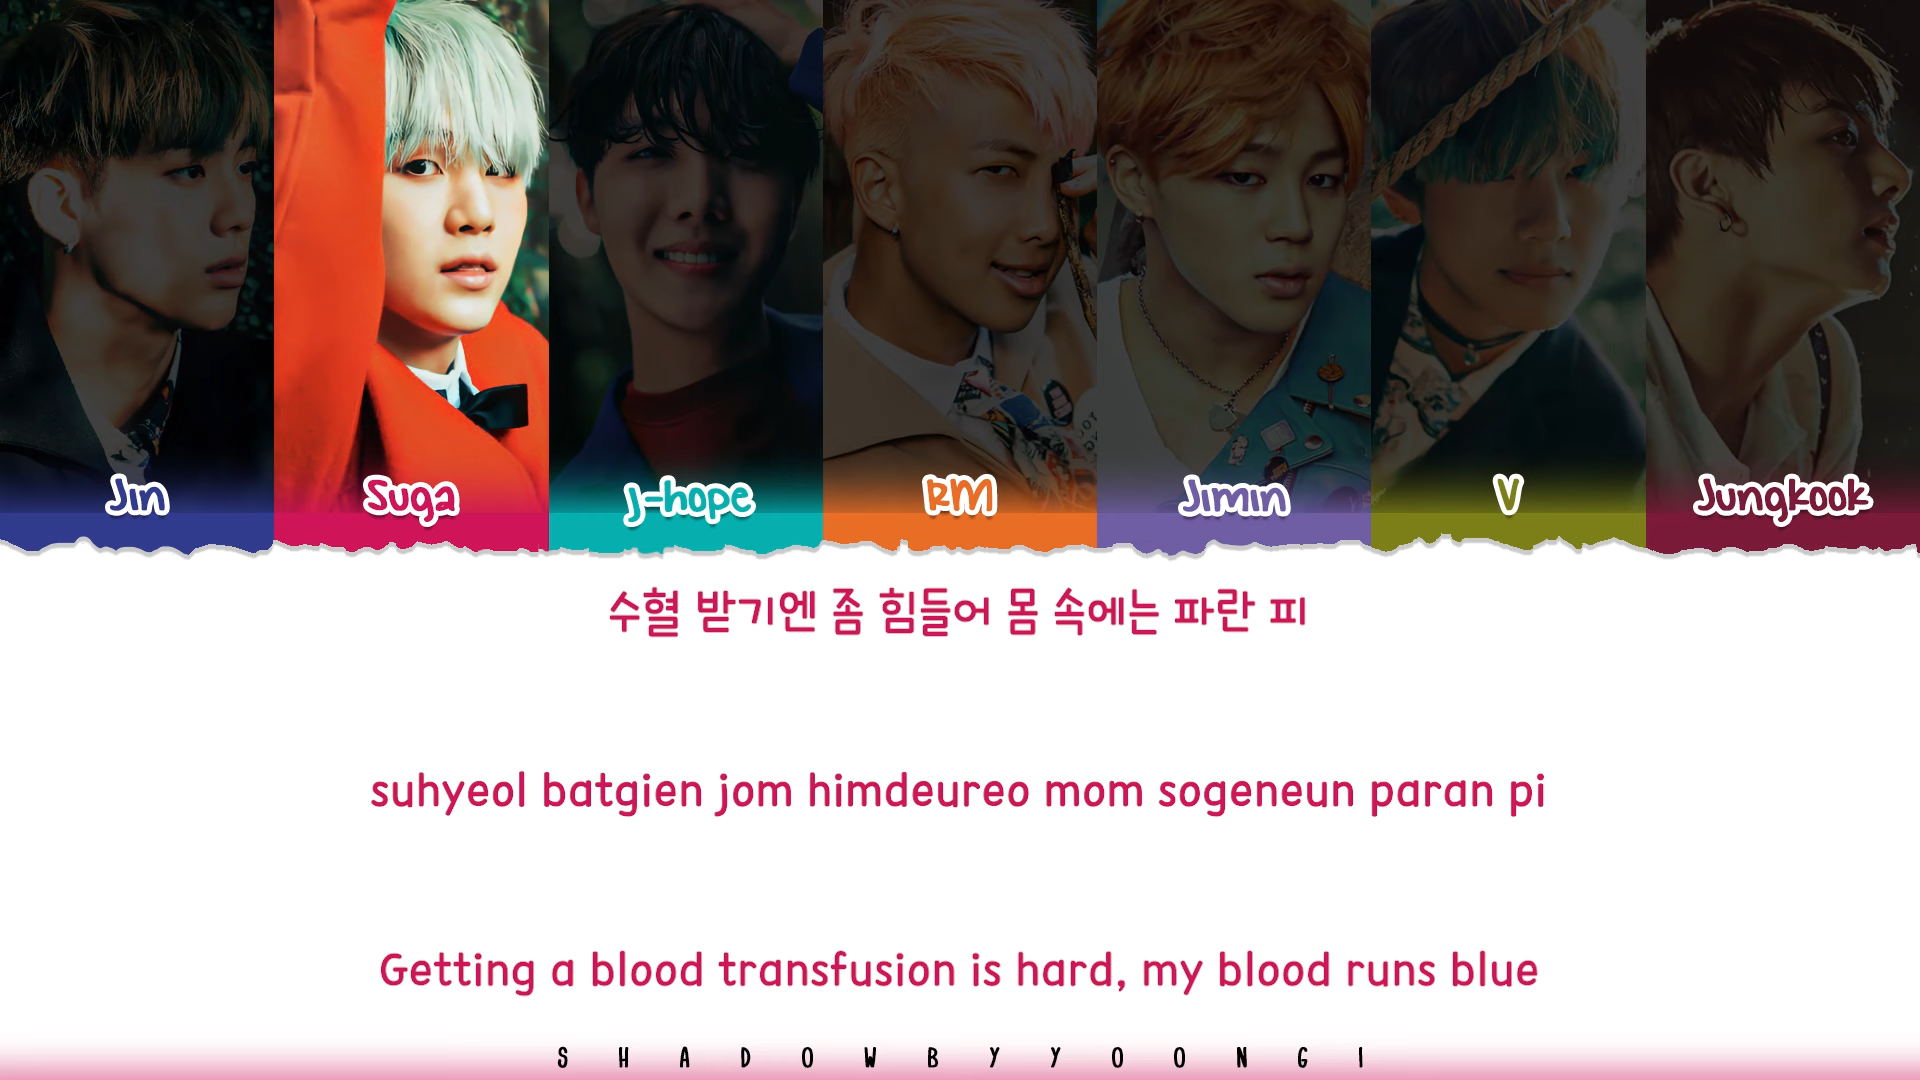 Jin
Suga
J-hope
RM
Jimin
V
Jungkook
수혈 받기엔 좀 힘들어 몸 속에는 파란 피
suhyeol batgien jom himdeureo mom sogeneun paran pi
Getting a blood transfusion is hard, my blood runs blue
SHADOWBYYOONGI